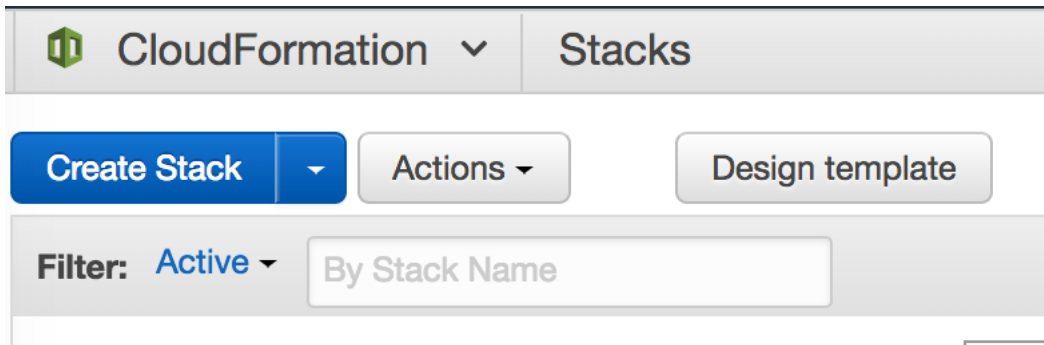 CloudFormation Stacks
Create Stack Actions Design template
Filter: Active By Stack Name